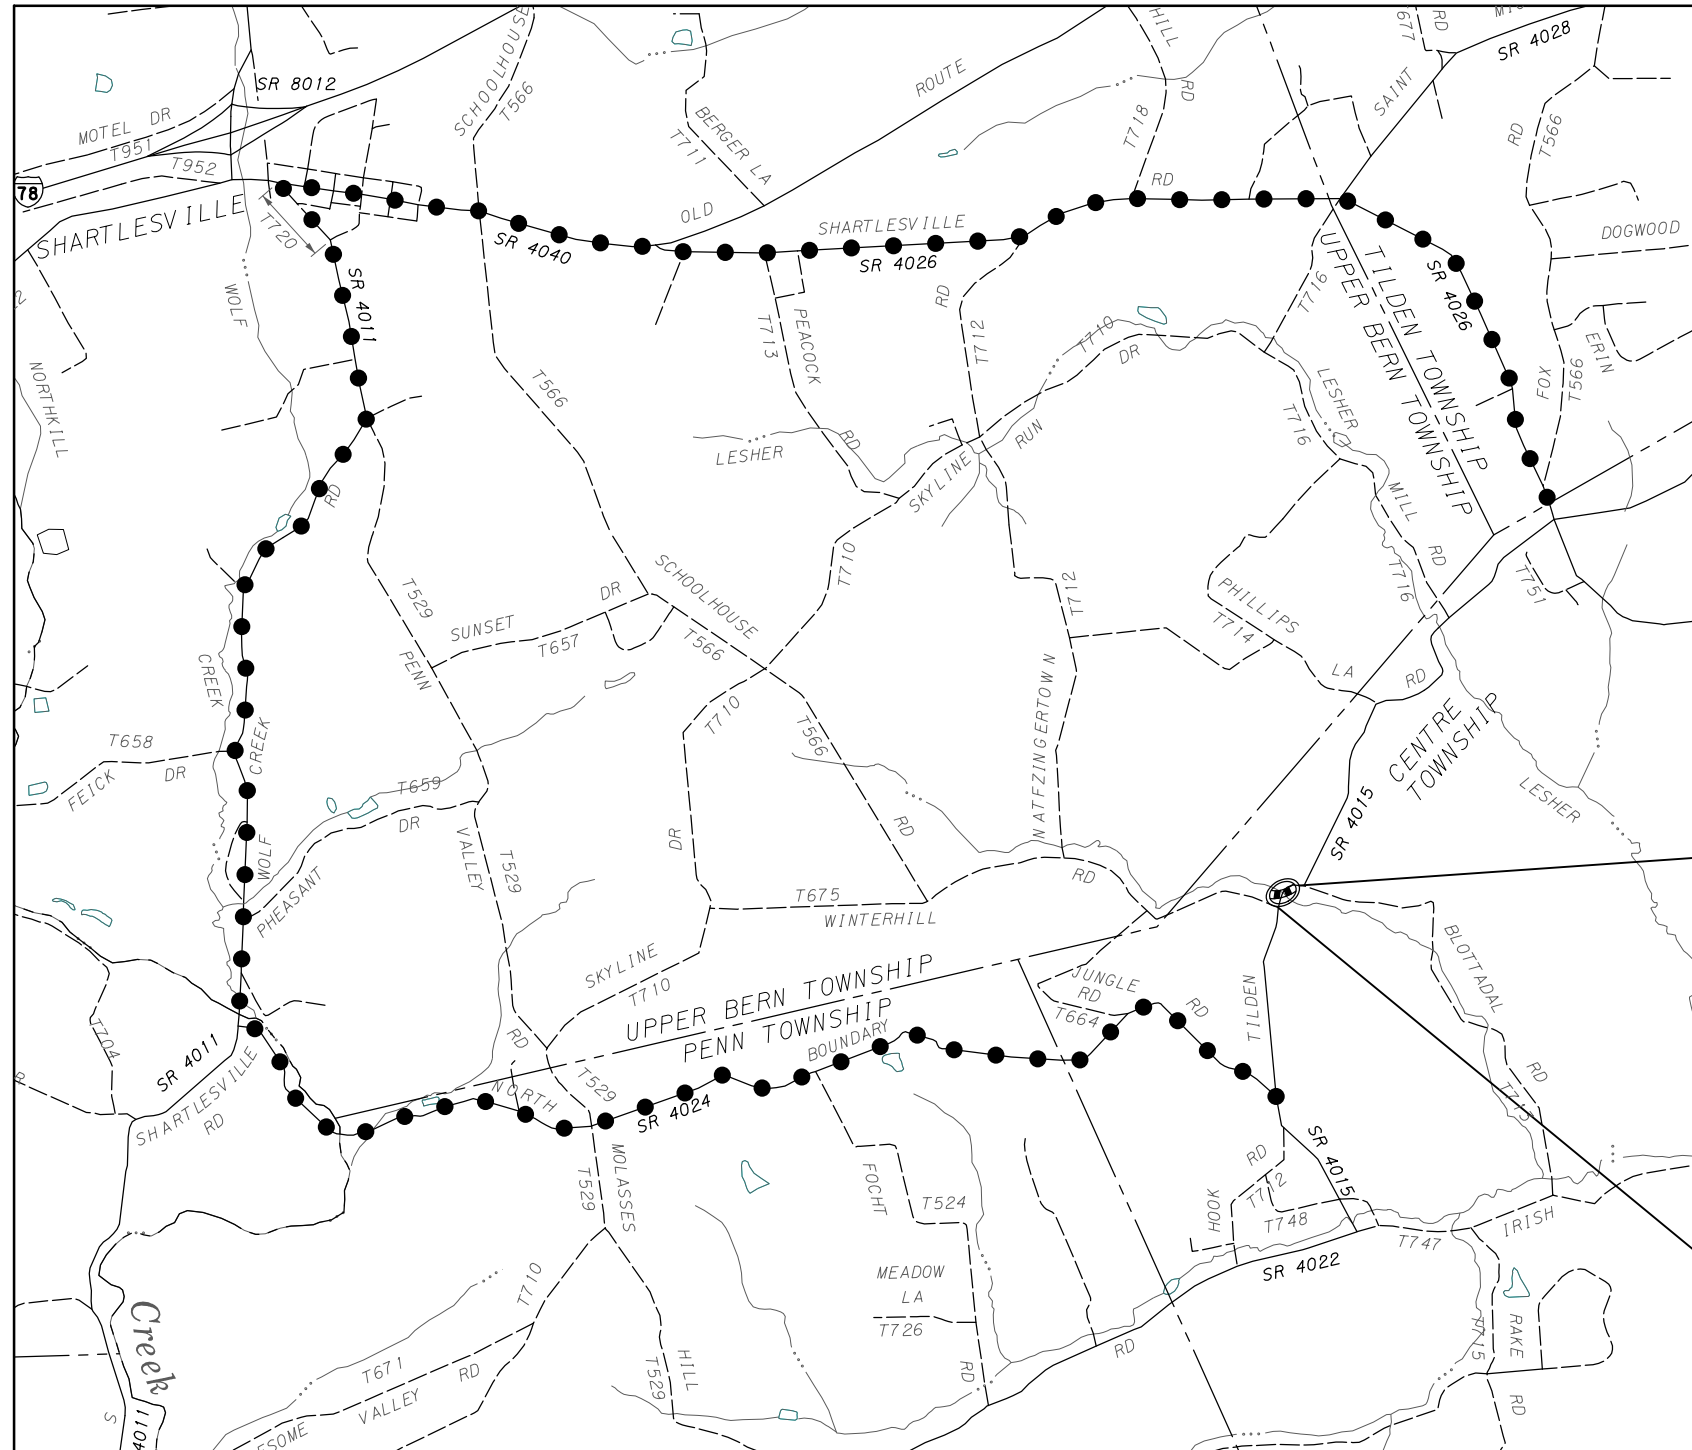 SR 8012
MOTEL DR
T951
T952
78
SHARTLESVILLE
T720
SCHOOLHOUSE
T566
BERGER LA
T711
ROUTE
OLD
HILL
RD
T718
RD
SR 4028
SAINT
T677
RD
RD
T566
SR 4040
SHARTLESVILLE
SR 4026
SR 4011
WOLF
NORTHKILL
RD
T712
PEACOCK
T713
RD
T710
DR
T716
TILDEN TOWNSHIP
UPPER BERN TOWNSHIP
SR 4026
DOGWOOD
ERIN
FOX
T566
T566
LESHER
RUN
SKYLINE
T716
LESHER
MILL
RD
T716
RD
T710
T529
SUNSET
DR
T657
SCHOOLHOUSE
T566
T712
PHILLIPS
T714
LA
RD
T751
CREEK
PENN
T710
T566
NATFZINGERTOWN
CENTRE
TOWNSHIP
T658
FEICK
DR
CREEK
T659
DR
LESHER
SR 4015
WOLF
VALLEY
T529
DR
RD
RD
PHEASANT
T675
WINTERHILL
SKYLINE
T710
UPPER BERN TOWNSHIP
PENN TOWNSHIP
JUNGLE
RD
T664
RD
TILDEN
BLOTTADAL
RD
T715
T704
SR 4011
SHARTLESVILLE
RD
RD
BOUNDARY
NORTH
T529
SR 4024
MOLASSES
T529
FOCHT
T524
RD
T712
HOOK
SR 4015
T748
T747
IRISH
SR 4022
MEADOW
LA
T726
T710
RAKE
T715
Creek
T671
VALLEY
RD
HILL
T529
RD
RD
RD
S
4011
ESOME